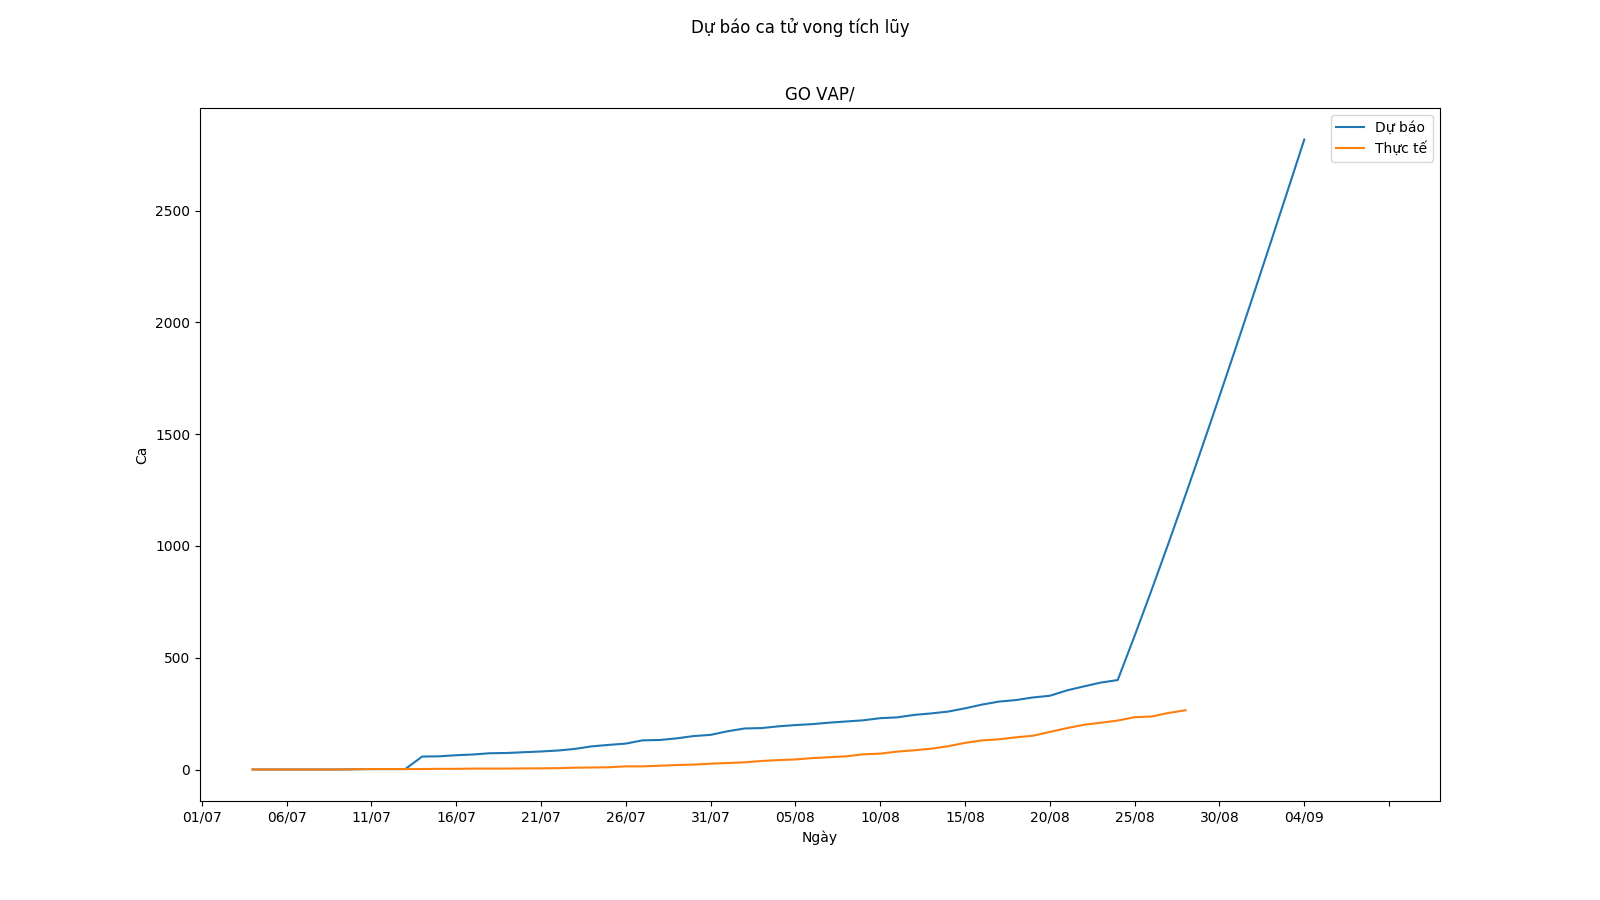 Dự báo ca tử vong tích lũy
GO VAP/
Dự báo
Thực tế
2500
2000
1500
1000
500
0
Ca
01/07 06/07 11/07 16/07 21/07 26/07 31/07 05/08 10/08 15/08 20/08 25/08 30/08 04/09
Ngày